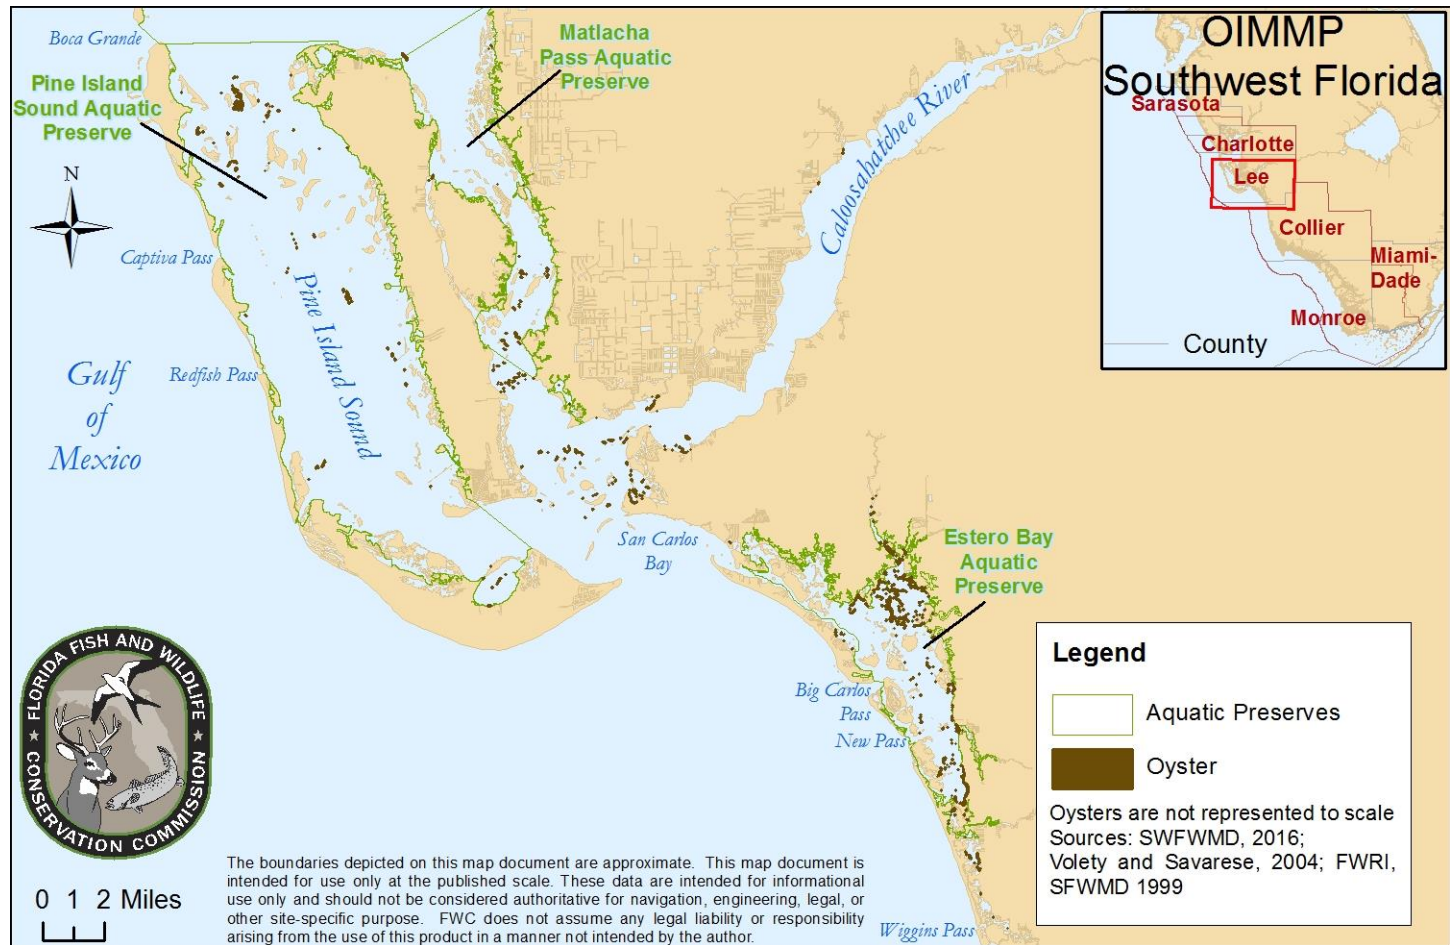 Boca Grande
Matlacha
Pass Aquatic
Preserve
Pine Island
Sound Aquatic
Preserve
N
Caloosahatchee River
Captiva Pass
Pine Island Sound
Gulf
of
Mexico
Redfish Pass
San Carlos
Bay
Estero Bay
Aquatic
Preserve
Big Carlos
Pass
New Pass
Wiggins Pass
OIMMP
Southwest Florida
Sarasota
Charlotte
Lee
Collier
Miami-
Dade
Monroe
County
FLORIDA FISH AND WILDLIFE
CONSERVATION COMMISSION
0 1 2 Miles
The boundaries depicted on this map document are approximate. This map document is
intended for use only at the published scale. These data are intended for informational
use only and should not be considered authoritative for navigation, engineering, legal, or
other site-specific purpose. FWC does not assume any legal liability or responsibility
arising from the use of this product in a manner not intended by the author.
Legend
Aquatic Preserves
Oyster
Oysters are not represented to scale
Sources: SWFWMD, 2016;
Volety and Savarese, 2004; FWRI,
SFWMD 1999